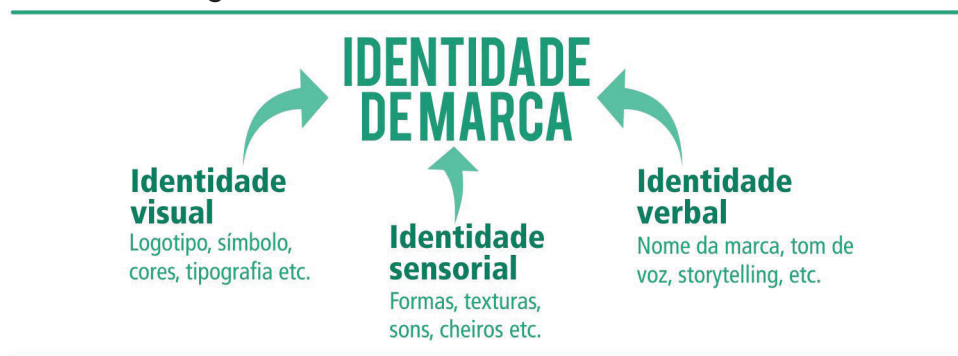 IDENTIDADE
DE MARCA
Identidade
visual
Logotipo, símbolo,
cores, tipografia etc.
Identidade
sensorial
Formas, texturas,
sons, cheiros etc.
Identidade
verbal
Nome da marca, tom de
voz, storytelling, etc.